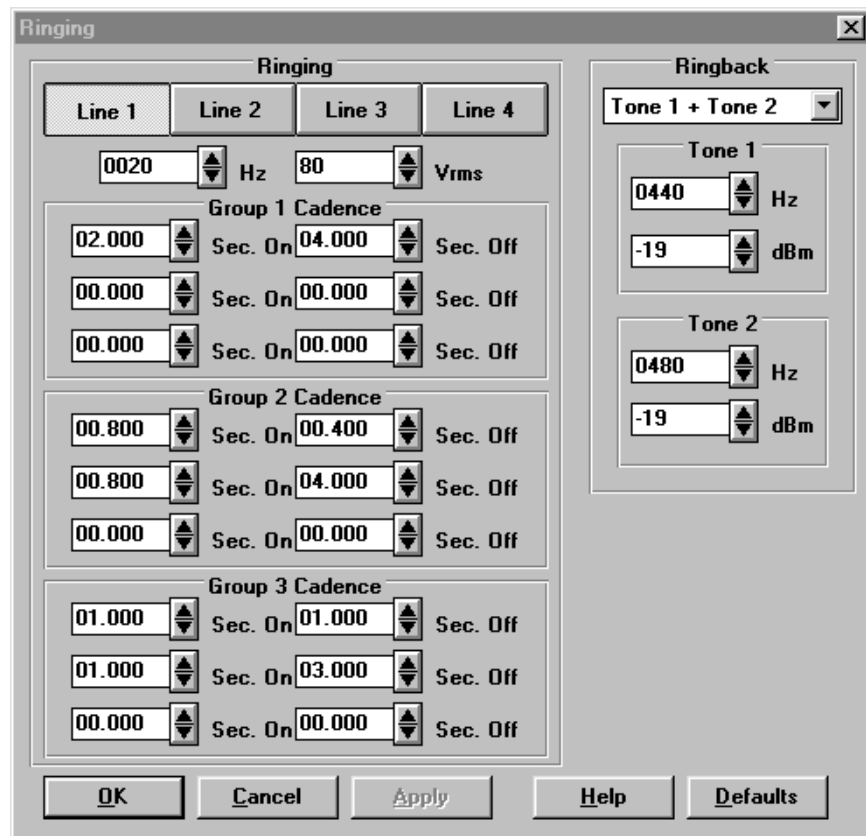 Ringing
Ringing
Line 1 Line 2 Line 3 Line 4
0020 Hz 80 Vrms
Group 1 Cadence
02.000 Sec. On 04.000 Sec. Off
00.000 Sec. On 00.000 Sec. Off
00.000 Sec. On 00.000 Sec. Off
Group 2 Cadence
00.800 Sec. On 00.400 Sec. Off
00.800 Sec. On 04.000 Sec. Off
00.000 Sec. On 00.000 Sec. Off
Group 3 Cadence
01.000 Sec. On 01.000 Sec. Off
01.000 Sec. On 03.000 Sec. Off
00.000 Sec. On 00.000 Sec. Off
Ringback
Tone 1 + Tone 2
Tone 1
0440 Hz
-19 dBm
Tone 2
0480 Hz
-19 dBm
OK Cancel Apply Help Defaults